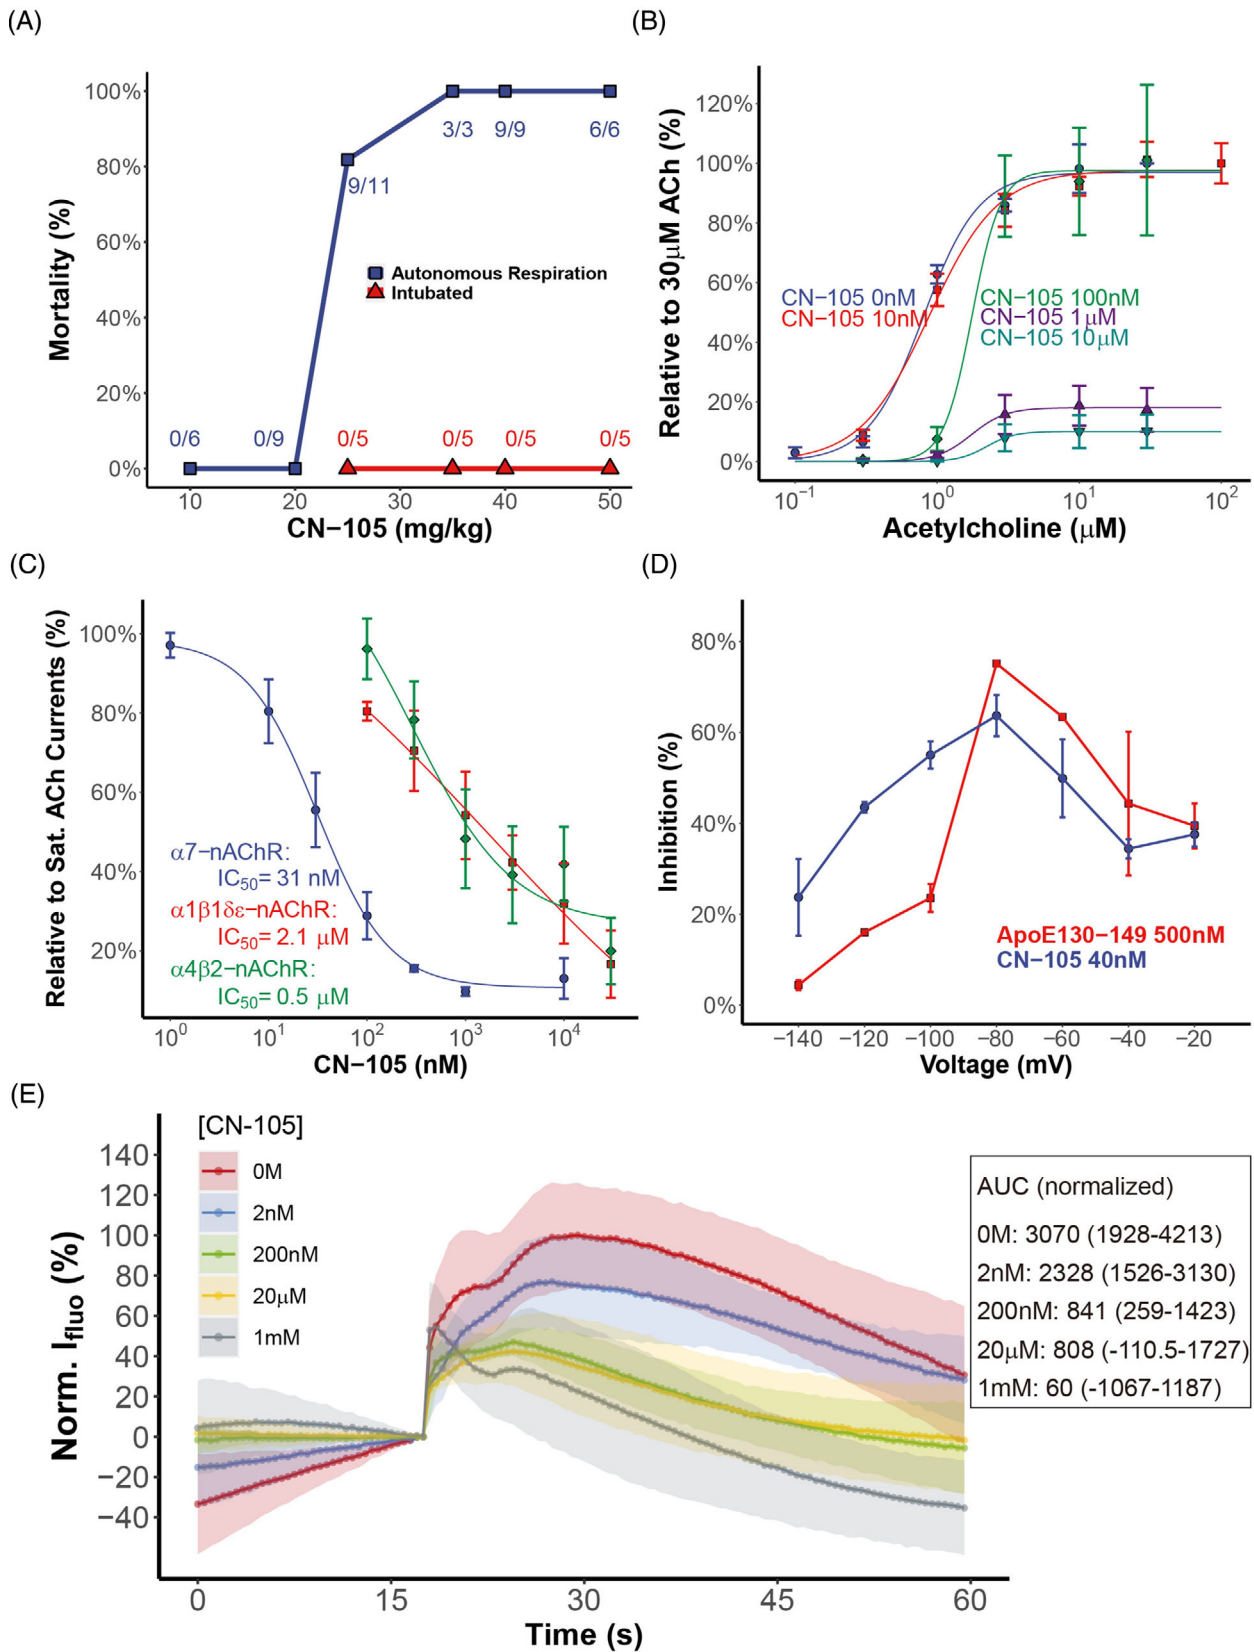 (A)
100%
80%
60%
40%
20%
0%
Mortality (%)
3/3
9/9
6/6
9/11
Autonomous Respiration
Intubated
0/6
0/9
0/5
0/5
0/5
0/5
10
20
30
40
50
CN−105 (mg/kg)
(B)
120%
100%
80%
60%
40%
20%
0%
Relative to 30μM ACh (%)
CN−105 0nM
CN−105 10nM
CN−105 100nM
CN−105 1μM
CN−105 10μM
10⁻¹
10⁰
10¹
10²
Acetylcholine (μM)
(C)
100%
80%
60%
40%
20%
Relative to Sat. ACh Currents (%)
α7−nAChR:
IC₅₀= 31 nM
α1β1δε−nAChR:
IC₅₀= 2.1 μM
α4β2−nAChR:
IC₅₀= 0.5 μM
10⁰
10¹
10²
10³
10⁴
CN−105 (nM)
(D)
80%
60%
40%
20%
0%
Inhibition (%)
ApoE130−149 500nM
CN−105 40nM
−140
−120
−100
−80
−60
−40
−20
Voltage (mV)
(E)
140
120
100
80
60
40
20
0
−20
−40
Norm. Ifluo (%)
[CN-105]
0M
2nM
200nM
20μM
1mM
AUC (normalized)
0M: 3070 (1928-4213)
2nM: 2328 (1526-3130)
200nM: 841 (259-1423)
20μM: 808 (-110.5-1727)
1mM: 60 (-1067-1187)
0
15
30
45
60
Time (s)